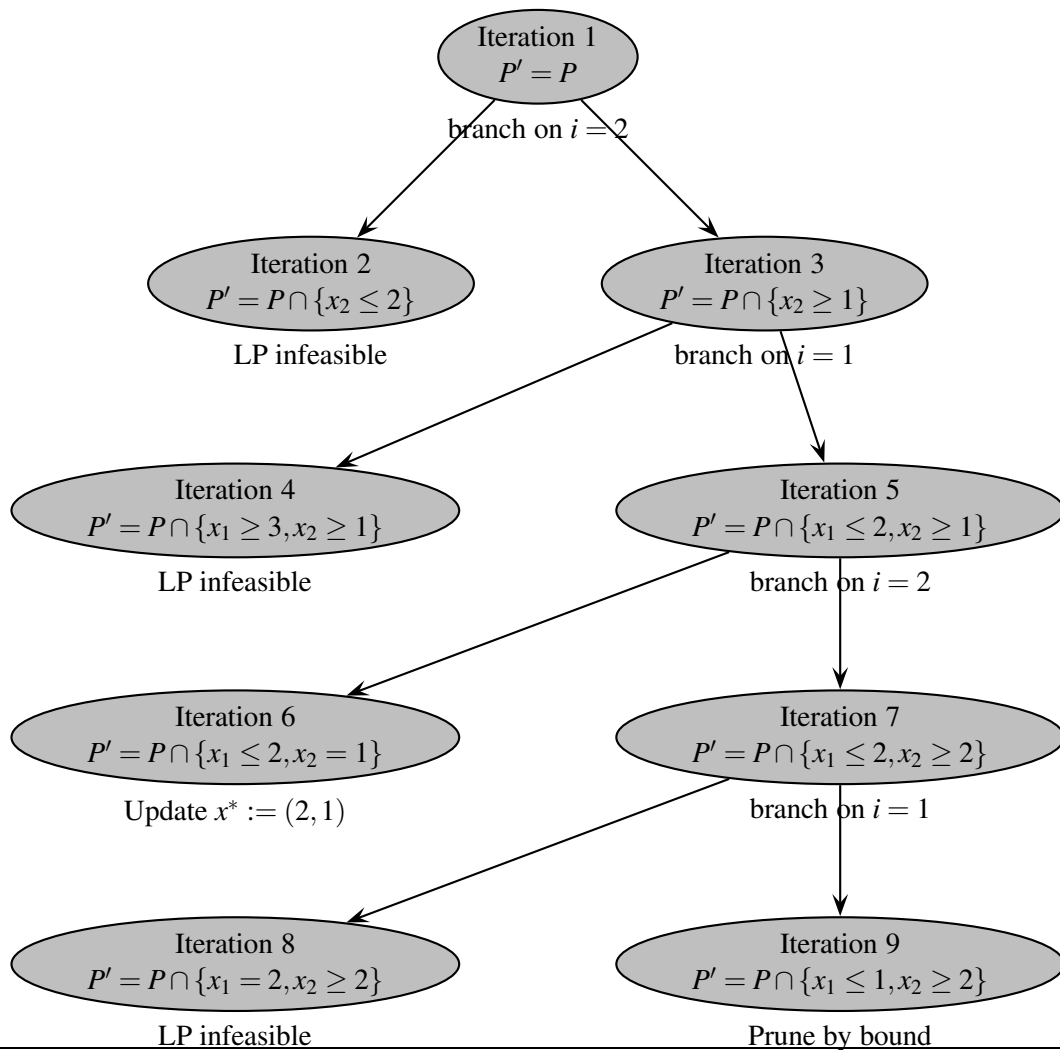 Iteration 1
P′ = P
branch on i = 2
Iteration 2
P′ = P ∩ {x₂ ≤ 2}
LP infeasible
Iteration 3
P′ = P ∩ {x₂ ≥ 1}
branch on i = 1
Iteration 4
P′ = P ∩ {x₁ ≥ 3, x₂ ≥ 1}
LP infeasible
Iteration 5
P′ = P ∩ {x₁ ≤ 2, x₂ ≥ 1}
branch on i = 2
Iteration 6
P′ = P ∩ {x₁ ≤ 2, x₂ = 1}
Update x* := (2, 1)
Iteration 7
P′ = P ∩ {x₁ ≤ 2, x₂ ≥ 2}
branch on i = 1
Iteration 8
P′ = P ∩ {x₁ = 2, x₂ ≥ 2}
LP infeasible
Iteration 9
P′ = P ∩ {x₁ ≤ 1, x₂ ≥ 2}
Prune by bound